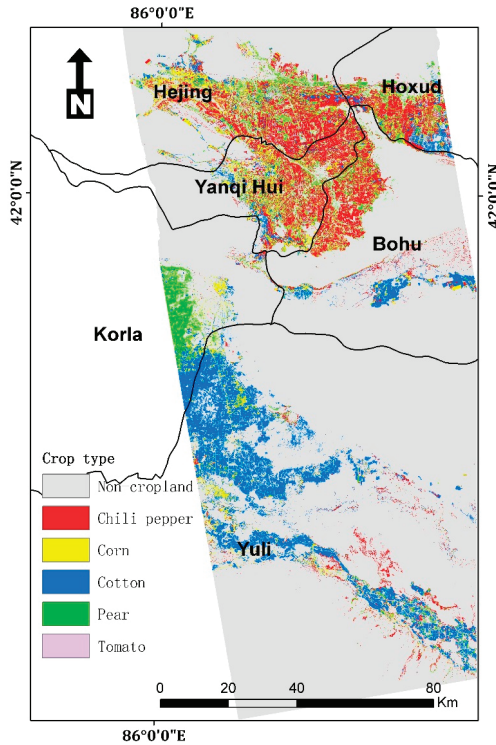 86°0'0"E
Hoxud
Hejing
N
Yanqi Hui
42°0'0"N
42°0'0"N
Bohu
Korla
Crop type
Non cropland
Chili pepper
Corn
Cotton
Yuli
Pear
Tomato
0 20 40 60 80
Km
86°0'0"E